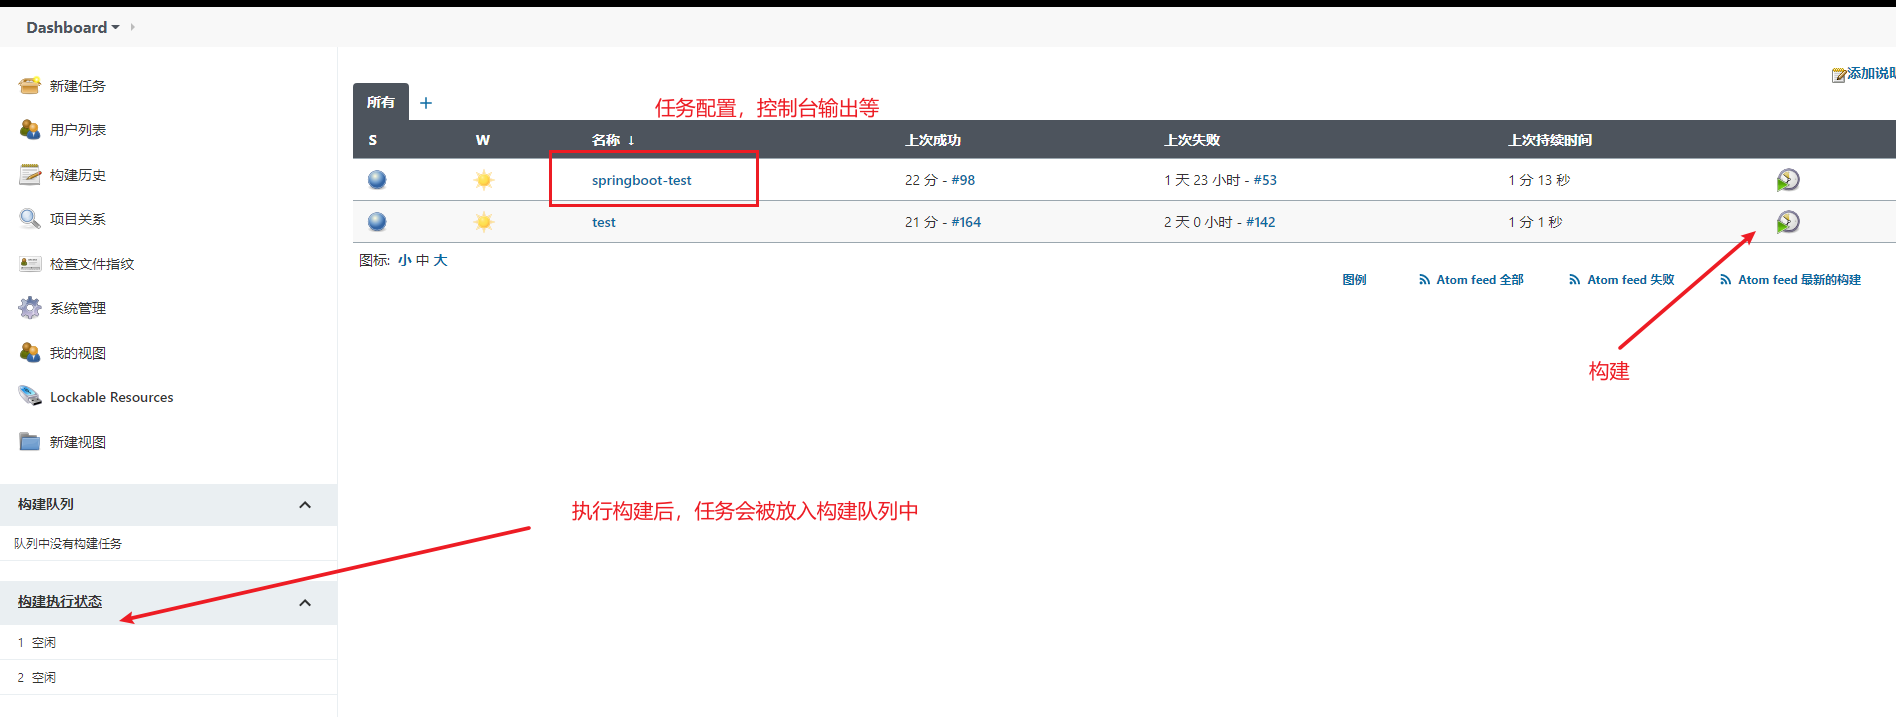 Dashboard
新建任务
用户列表
构建历史
项目关系
检查文件指纹
系统管理
我的视图
Lockable Resources
新建视图
构建队列
队列中没有构建任务
构建执行状态
1 空闲
2 空闲
添加说明
所有 +
任务配置，控制台输出等
S W 名称 ↓ 上次成功 上次失败 上次持续时间
springboot-test 22 分 - #98 1 天 23 小时 - #53 1 分 13 秒
test 21 分 - #164 2 天 0 小时 - #142 1 分 1 秒
图标: 小 中 大
图例 Atom feed 全部 Atom feed 失败 Atom feed 最新的构建
构建
执行构建后，任务会被放入构建队列中